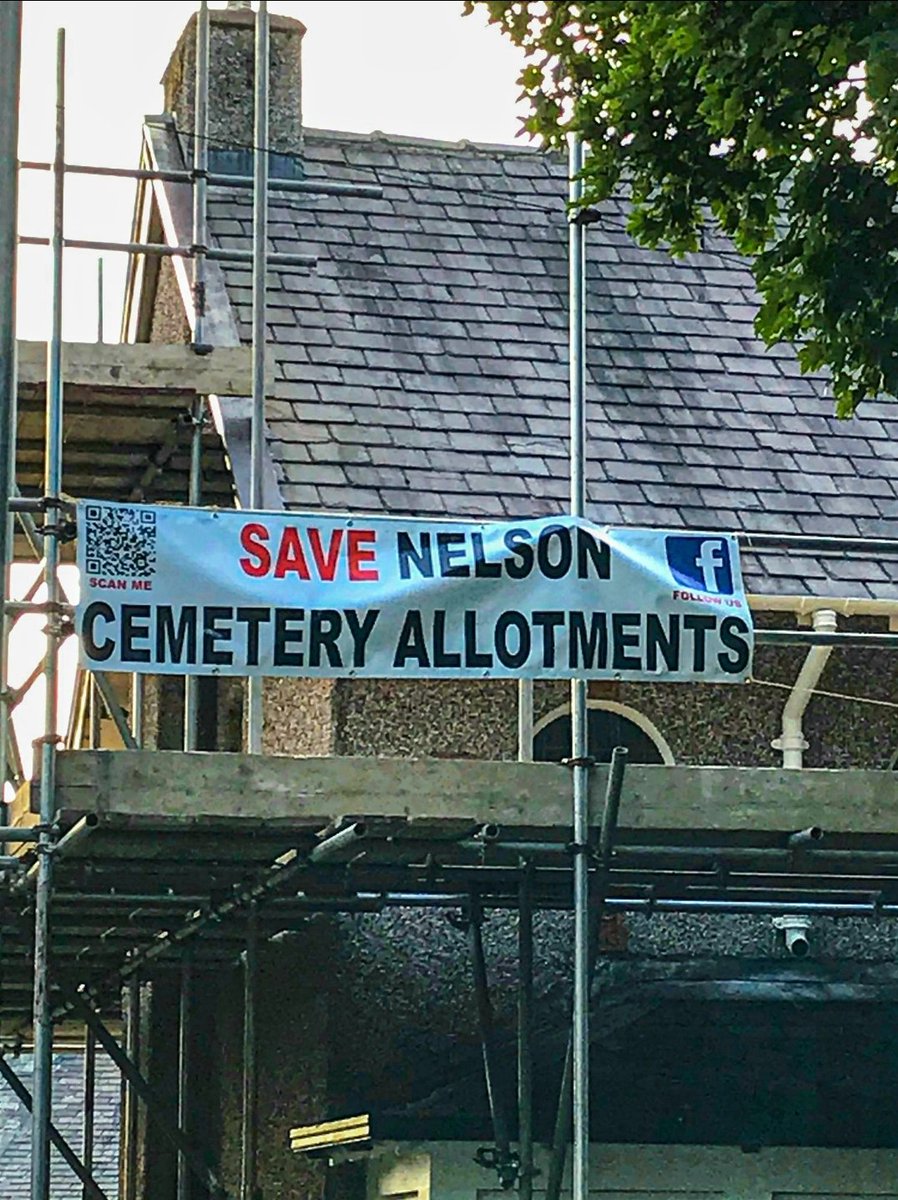 SAVE NELSON
CEMETERY ALLOTMENTS
SCAN ME
f
FOLLOW US